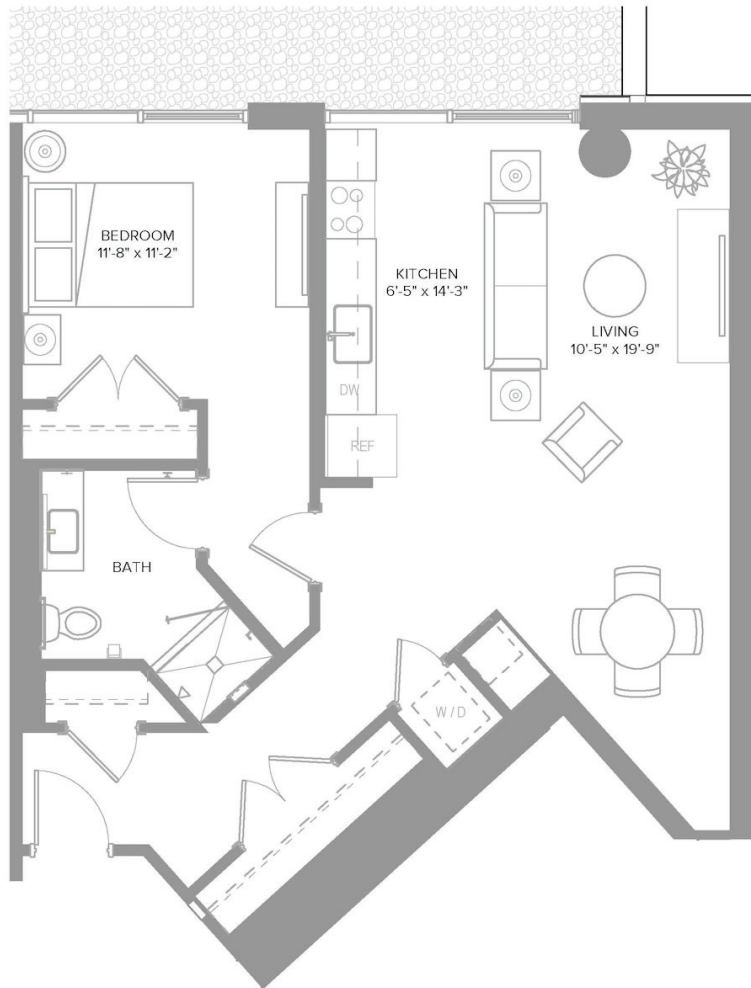 BEDROOM
11'-8" x 11'-2"
KITCHEN
6'-5" x 14'-3"
LIVING
10'-5" x 19'-9"
DW
REF
BATH
W / D